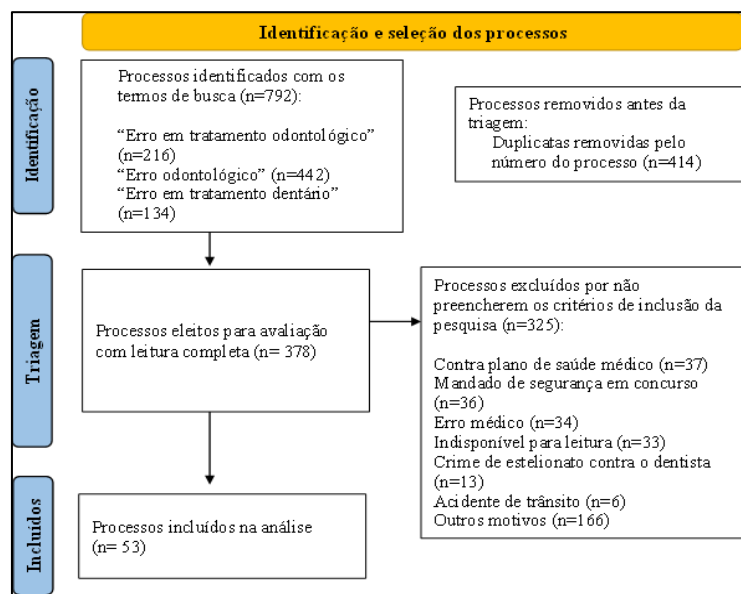 Identificação e seleção dos processos
Identificação
Processos identificados com os
termos de busca (n=792):
“Erro em tratamento odontológico”
(n=216)
“Erro odontológico” (n=442)
“Erro em tratamento dentário”
(n=134)
Processos removidos antes da
triagem:
Duplicatas removidas pelo
número do processo (n=414)
Triagem
Processos eleitos para avaliação
com leitura completa (n= 378)
Processos excluídos por não
preencherem os critérios de inclusão da
pesquisa (n=325):
Contra plano de saúde médico (n=37)
Mandado de segurança em concurso
(n=36)
Erro médico (n=34)
Indisponível para leitura (n=33)
Crime de estelionato contra o dentista
(n=13)
Acidente de trânsito (n=6)
Outros motivos (n=166)
Incluídos
Processos incluídos na análise
(n= 53)